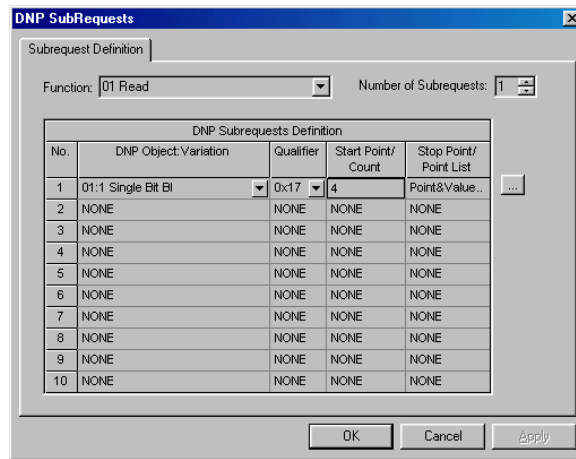 DNP SubRequests
Subrequest Definition
Function: 01 Read Number of Subrequests: 1
DNP Subrequests Definition
No. DNP Object:Variation Qualifier Start Point/ Count Stop Point/ Point List
1 01:1 Single Bit BI 0x17 4 Point&Value.. ...
2 NONE NONE NONE NONE
3 NONE NONE NONE NONE
4 NONE NONE NONE NONE
5 NONE NONE NONE NONE
6 NONE NONE NONE NONE
7 NONE NONE NONE NONE
8 NONE NONE NONE NONE
9 NONE NONE NONE NONE
10 NONE NONE NONE NONE
OK Cancel Apply